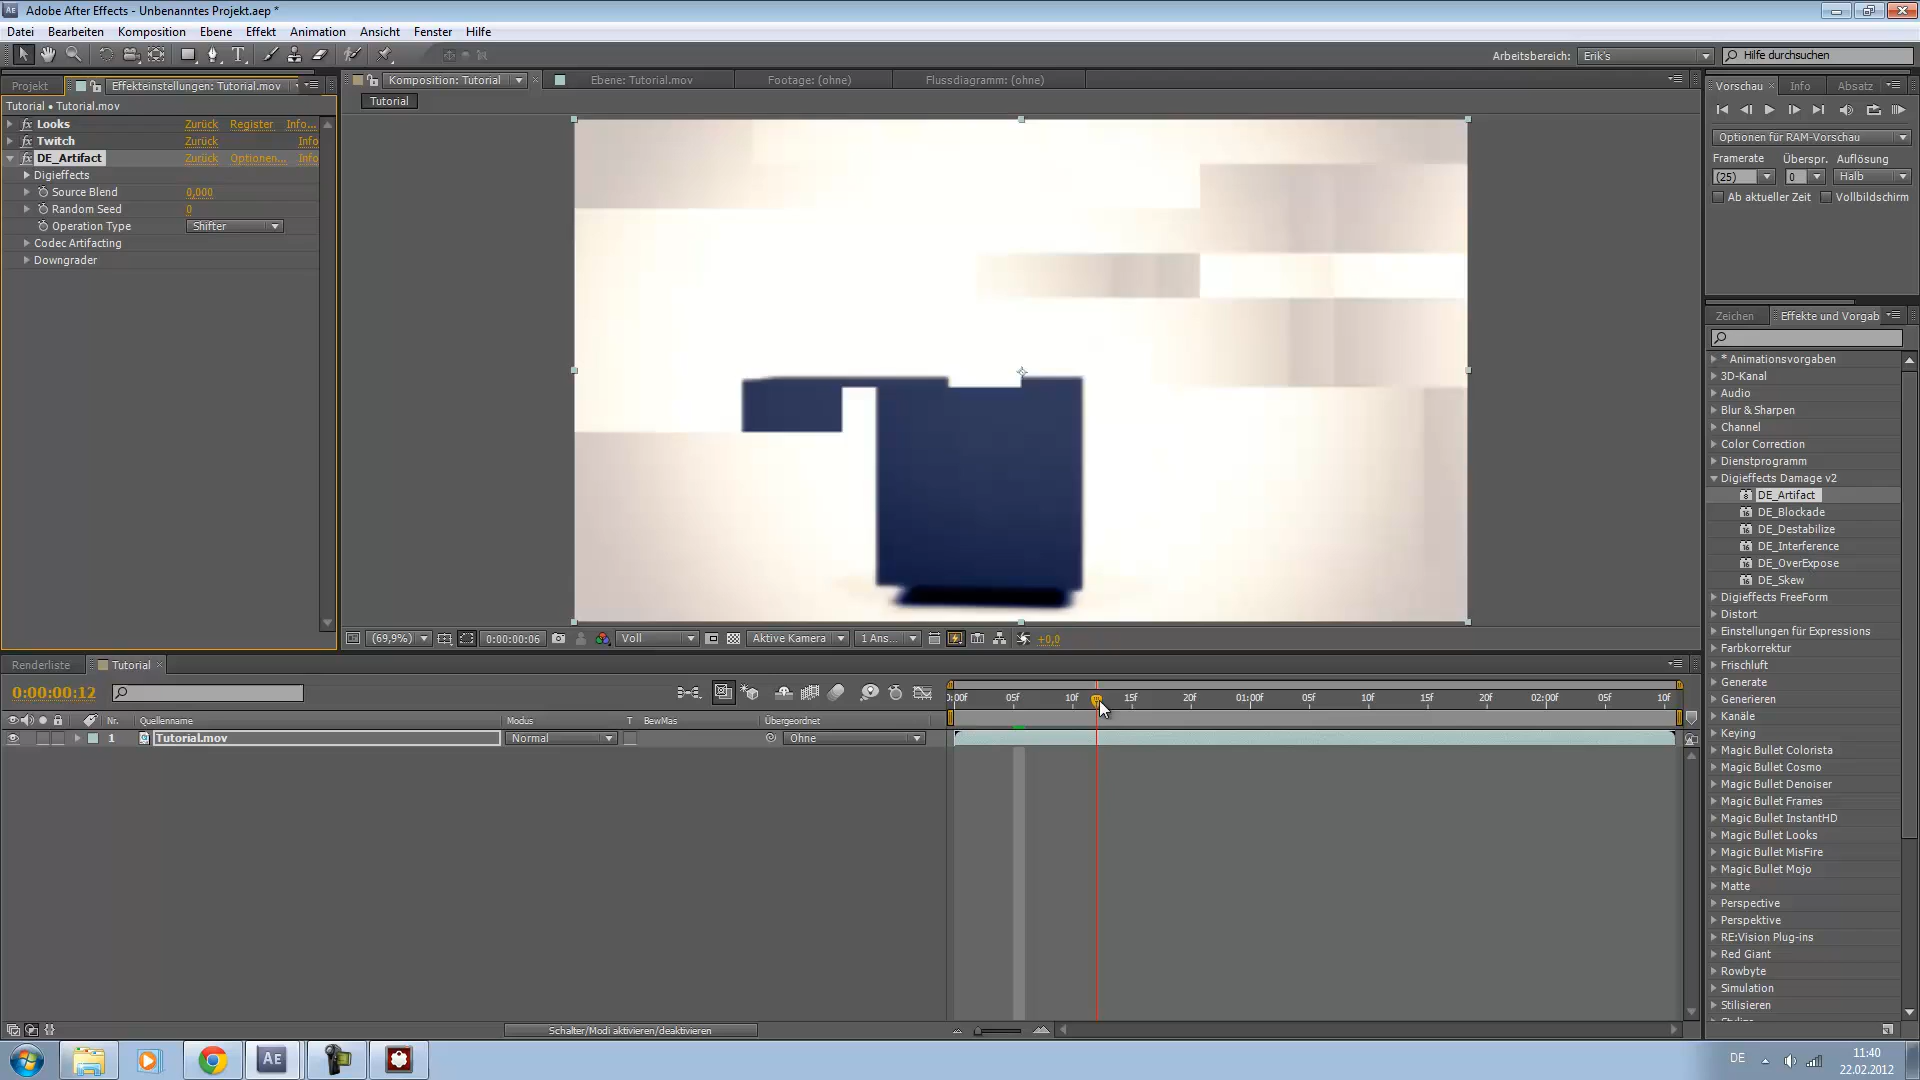 Adobe After Effects - Unbenanntes Projekt.aep *
Datei Bearbeiten Komposition Ebene Effekt Animation Ansicht Fenster Hilfe
Arbeitsbereich: Erik's Hilfe durchsuchen
Projekt Effekteinstellungen: Tutorial.mov
Komposition: Tutorial Ebene: Tutorial.mov Footage: (ohne) Flussdiagramm: (ohne)
Vorschau Info Absatz
Tutorial • Tutorial.mov
Tutorial
fx Looks Zurück Register Info...
fx Twitch Zurück Info
fx DE_Artifact Zurück Optionen... Info
Digieffects
Source Blend 0,000
Random Seed 0
Operation Type Shifter
Codec Artifacting
Downgrader
Optionen für RAM-Vorschau
Framerate Überspr. Auflösung
(25) 0 Halb
Ab aktueller Zeit Vollbildschirm
Zeichen Effekte und Vorgab
* Animationsvorgaben
3D-Kanal
Audio
Blur & Sharpen
Channel
Color Correction
Dienstprogramm
Digieffects Damage v2
DE_Artifact
DE_Blockade
DE_Destabilize
DE_Interference
DE_OverExpose
DE_Skew
Digieffects FreeForm
Distort
Einstellungen für Expressions
Farbkorrektur
Frischluft
Generate
Generieren
Kanäle
Keying
Magic Bullet Colorista
Magic Bullet Cosmo
Magic Bullet Denoiser
Magic Bullet Frames
Magic Bullet InstantHD
Magic Bullet Looks
Magic Bullet MisFire
Magic Bullet Mojo
Matte
Perspective
Perspektive
RE:Vision Plug-ins
Red Giant
Rowbyte
Simulation
Stilisieren
(69,9%) 0:00:00:06 Voll Aktive Kamera 1 Ans... +0,0
Renderliste Tutorial
0:00:00:12
0:00f 05f 10f 15f 20f 01:00f 05f 10f 15f 20f 02:00f 05f 10f
Nr. Quellenname Modus T BewMas Übergeordnet
1 Tutorial.mov Normal Ohne
Schalter/Modi aktivieren/deaktivieren
AE
DE
11:40
22.02.2012